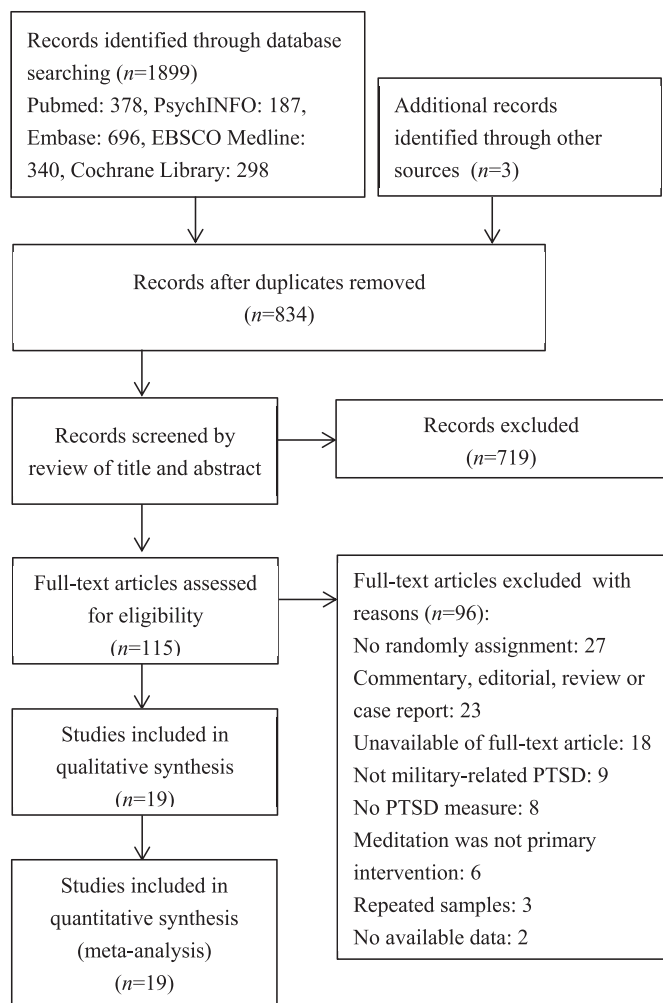 Records identified through database
searching (n=1899)
Pubmed: 378, PsychINFO: 187,
Embase: 696, EBSCO Medline:
340, Cochrane Library: 298
Additional records
identified through other
sources (n=3)
Records after duplicates removed
(n=834)
Records screened by
review of title and abstract
Records excluded
(n=719)
Full-text articles assessed
for eligibility
(n=115)
Full-text articles excluded with
reasons (n=96):
No randomly assignment: 27
Commentary, editorial, review or
case report: 23
Unavailable of full-text article: 18
Not military-related PTSD: 9
No PTSD measure: 8
Meditation was not primary
intervention: 6
Repeated samples: 3
No available data: 2
Studies included in
qualitative synthesis
(n=19)
Studies included in
quantitative synthesis
(meta-analysis)
(n=19)